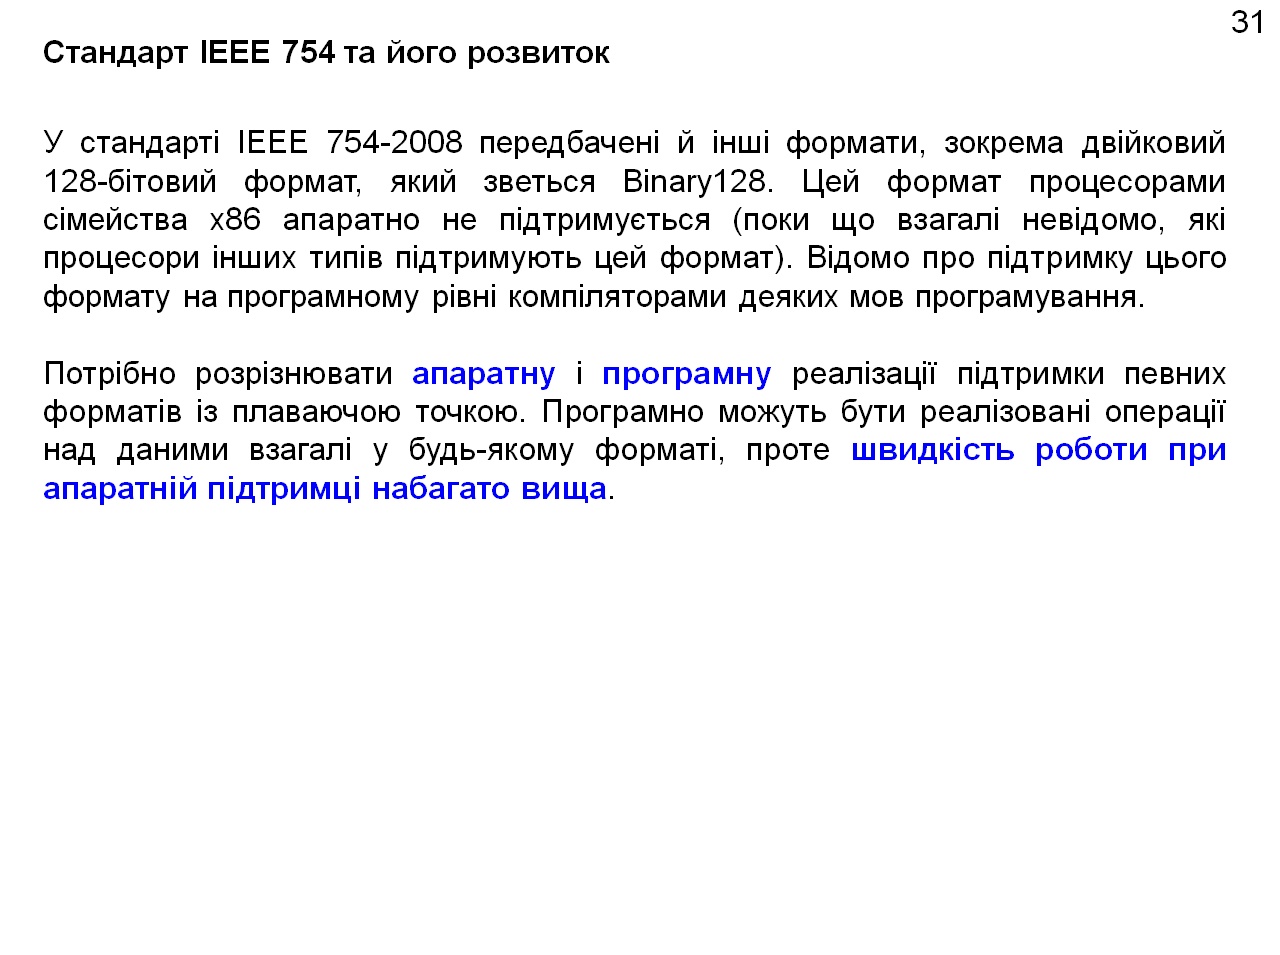 31
Стандарт IEEE 754 та його розвиток
У стандарті IEEE 754-2008 передбачені й інші формати, зокрема двійковий
128-бітовий формат, який зветься Binary128. Цей формат процесорами
сімейства x86 апаратно не підтримується (поки що взагалі невідомо, які
процесори інших типів підтримують цей формат). Відомо про підтримку цього
формату на програмному рівні компіляторами деяких мов програмування.
Потрібно розрізнювати апаратну і програмну реалізації підтримки певних
форматів із плаваючою точкою. Програмно можуть бути реалізовані операції
над даними взагалі у будь-якому форматі, проте швидкість роботи при
апаратній підтримці набагато вища.